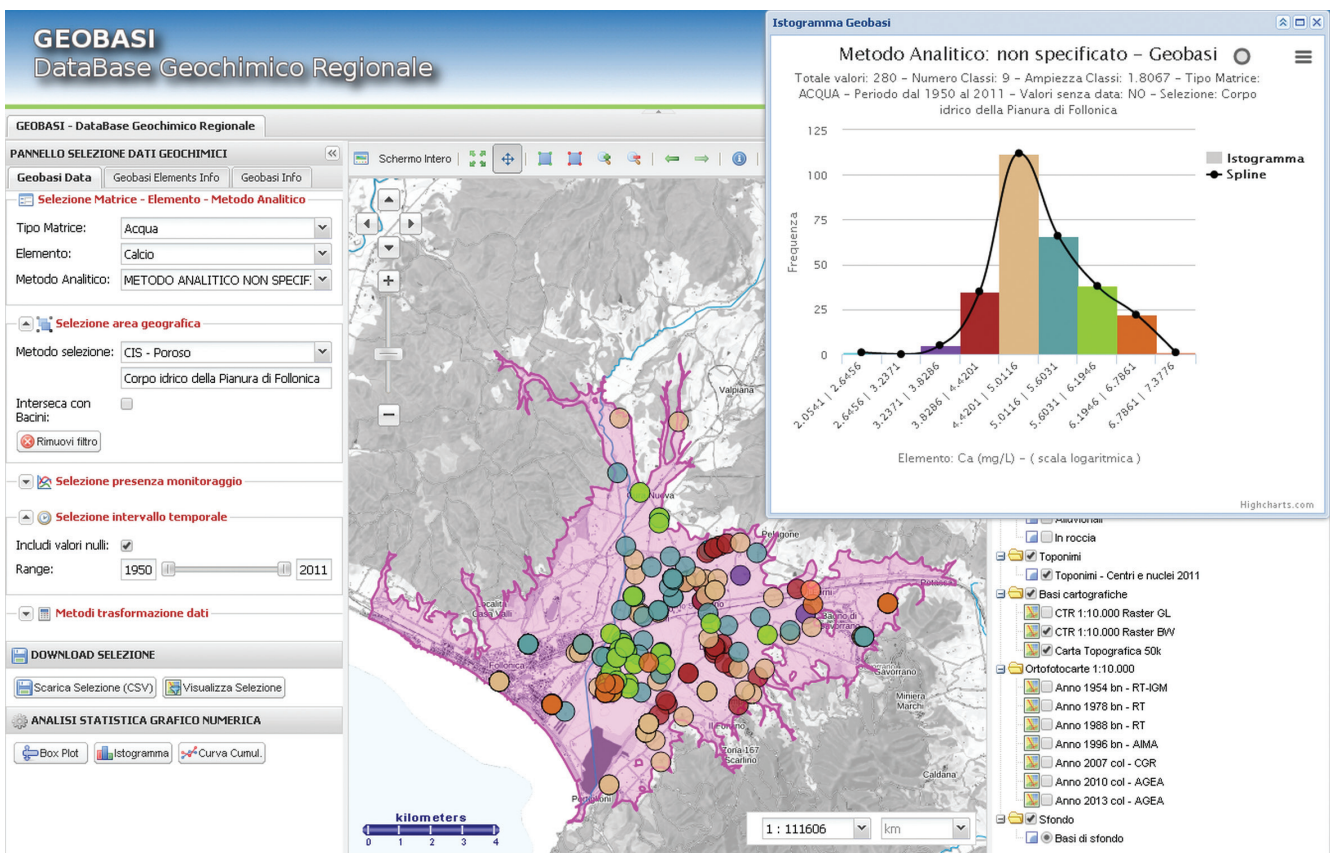 GEOBASI
DataBase Geochimico Regionale
GEOBASI - DataBase Geochimico Regionale
PANNELLO SELEZIONE DATI GEOCHIMICI
Geobasi Data
Geobasi Elements Info
Geobasi Info
Selezione Matrice - Elemento - Metodo Analitico
Tipo Matrice:
Acqua
Elemento:
Calcio
Metodo Analitico:
METODO ANALITICO NON SPECIF.
Selezione area geografica
Metodo selezione:
CIS - Poroso
Corpo idrico della Pianura di Follonica
Interseca con
Bacini:
Rimuovi filtro
Selezione presenza monitoraggio
Selezione intervallo temporale
Includi valori nulli:
Range:
1950
2011
Metodi trasformazione dati
DOWNLOAD SELEZIONE
Scarica Selezione (CSV)
Visualizza Selezione
ANALISI STATISTICA GRAFICO NUMERICA
Box Plot
Istogramma
Curva Cumul.
Schermo Intero
Valpiana
Nuova
Pelagone
Potassa
Località
Casa Valli
Bagno di
Gavorrano
Follonica
Gavorrano
Miniera
Marchi
Il Forano
Zona 167
Scarlino
Caldana
kilometers
0 1 2 3 4
1 : 111606
km
Istogramma Geobasi
Metodo Analitico: non specificato – Geobasi
Totale valori: 280 – Numero Classi: 9 – Ampiezza Classi: 1.8067 – Tipo Matrice:
ACQUA – Periodo dal 1950 al 2011 – Valori senza data: NO – Selezione: Corpo
idrico della Pianura di Follonica
Istogramma
Spline
Frequenza
125
100
75
50
25
0
2.0541 | 2.6456
2.6456 | 3.2371
3.2371 | 3.8286
3.8286 | 4.4201
4.4201 | 5.0116
5.0116 | 5.6031
5.6031 | 6.1946
6.1946 | 6.7861
6.7861 | 7.3776
Elemento: Ca (mg/L) – ( scala logaritmica )
Highcharts.com
Alluvionali
In roccia
Toponimi
Toponimi - Centri e nuclei 2011
Basi cartografiche
CTR 1:10.000 Raster GL
CTR 1:10.000 Raster BW
Carta Topografica 50k
Ortofotocarte 1:10.000
Anno 1954 bn - RT-IGM
Anno 1978 bn - RT
Anno 1988 bn - RT
Anno 1996 bn - AIMA
Anno 2007 col - CGR
Anno 2010 col - AGEA
Anno 2013 col - AGEA
Sfondo
Basi di sfondo